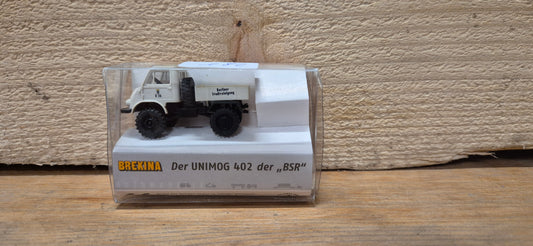 Berliner
Stadtreinigung
BREKINA Der UNIMOG 402 der „BSR“